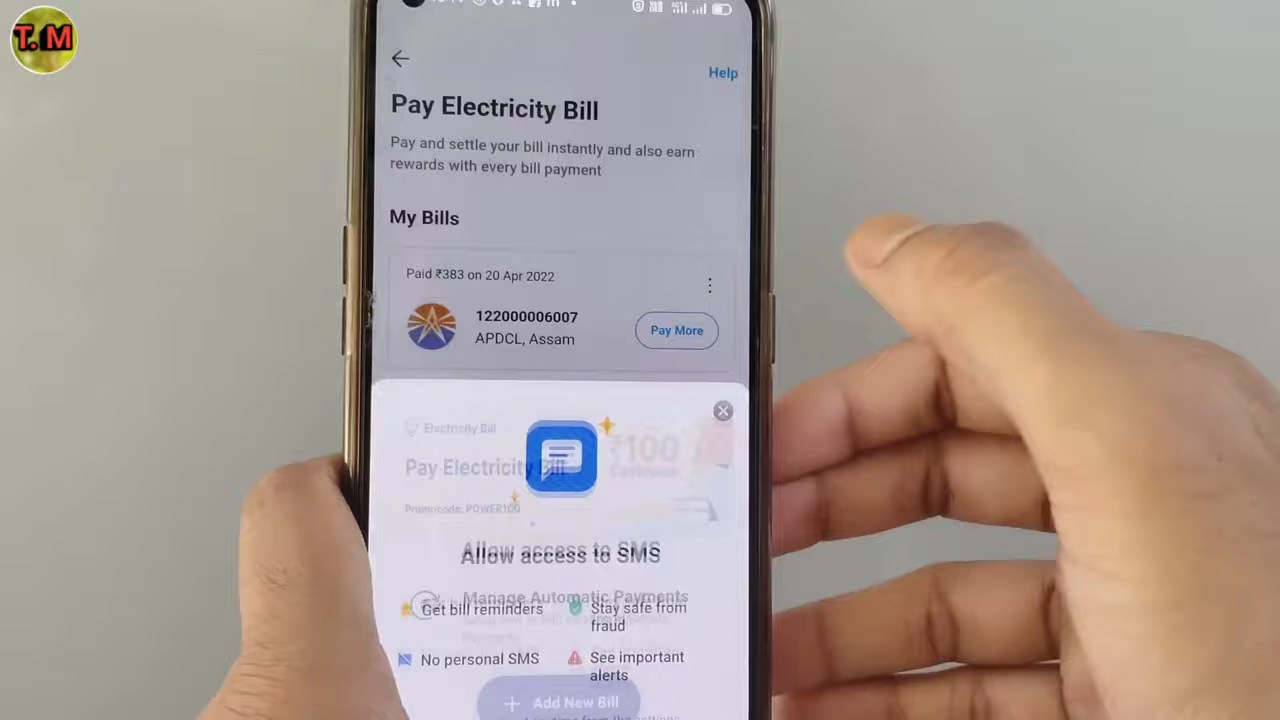 T. M
Help
Pay Electricity Bill
Pay and settle your bill instantly and also earn
rewards with every bill payment
My Bills
Paid ₹383 on 20 Apr 2022
122000006007
APDCL, Assam
Pay More
Electricity Bill
Pay Electricity Bill
₹100
Cashback
Promocode: POWER100
Allow access to SMS
Manage Automatic Payments
Get bill reminders
Stay safe from
fraud
No personal SMS
See important
alerts
+ Add New Bill